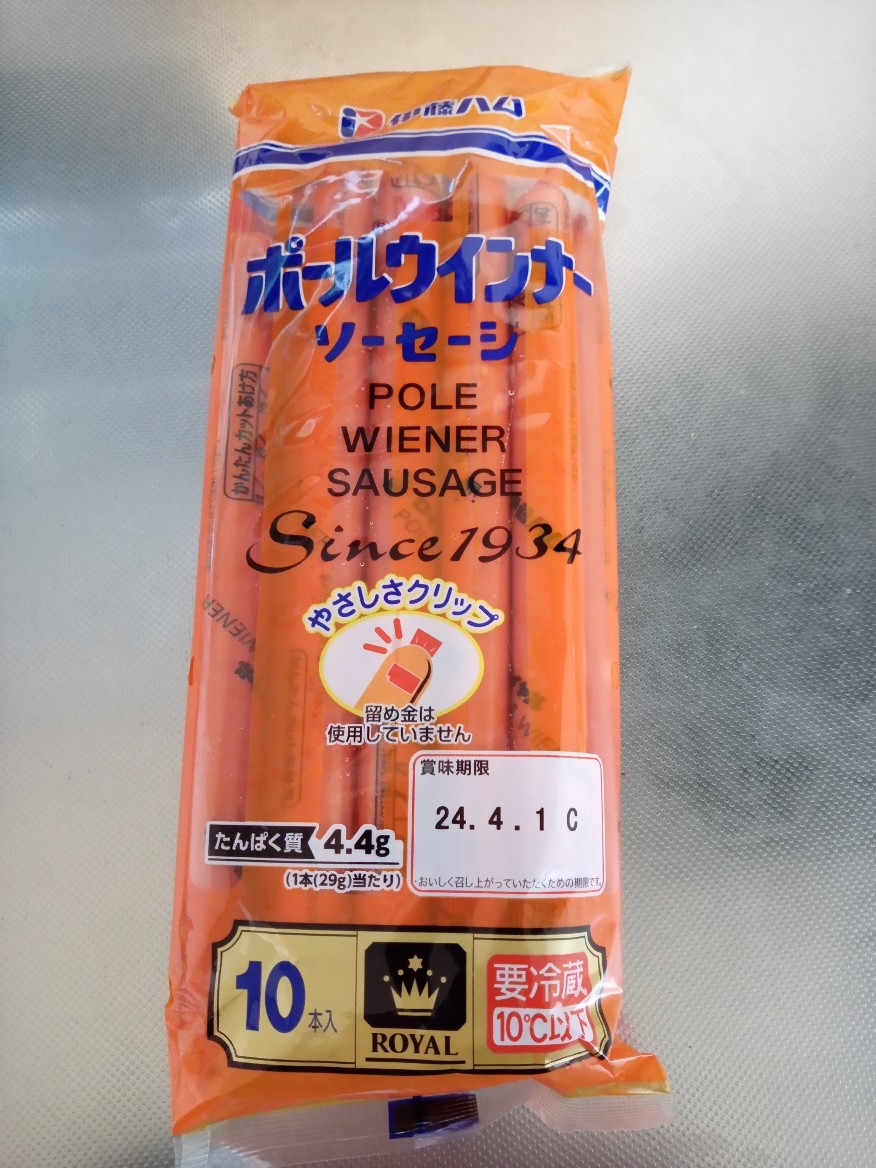 伊藤ハム
ポールウインナー
ソーセージ
POLE
WIENER
SAUSAGE
Since 1934
かんたんカットあけ方
WIENER
やさしさクリップ
留め金は
使用していません
賞味期限
24.4.1 C
おいしく召し上がっていただくための期限です。
たんぱく質 4.4g
(1本(29g)当たり)
10本入
ROYAL
要冷蔵
10℃以下